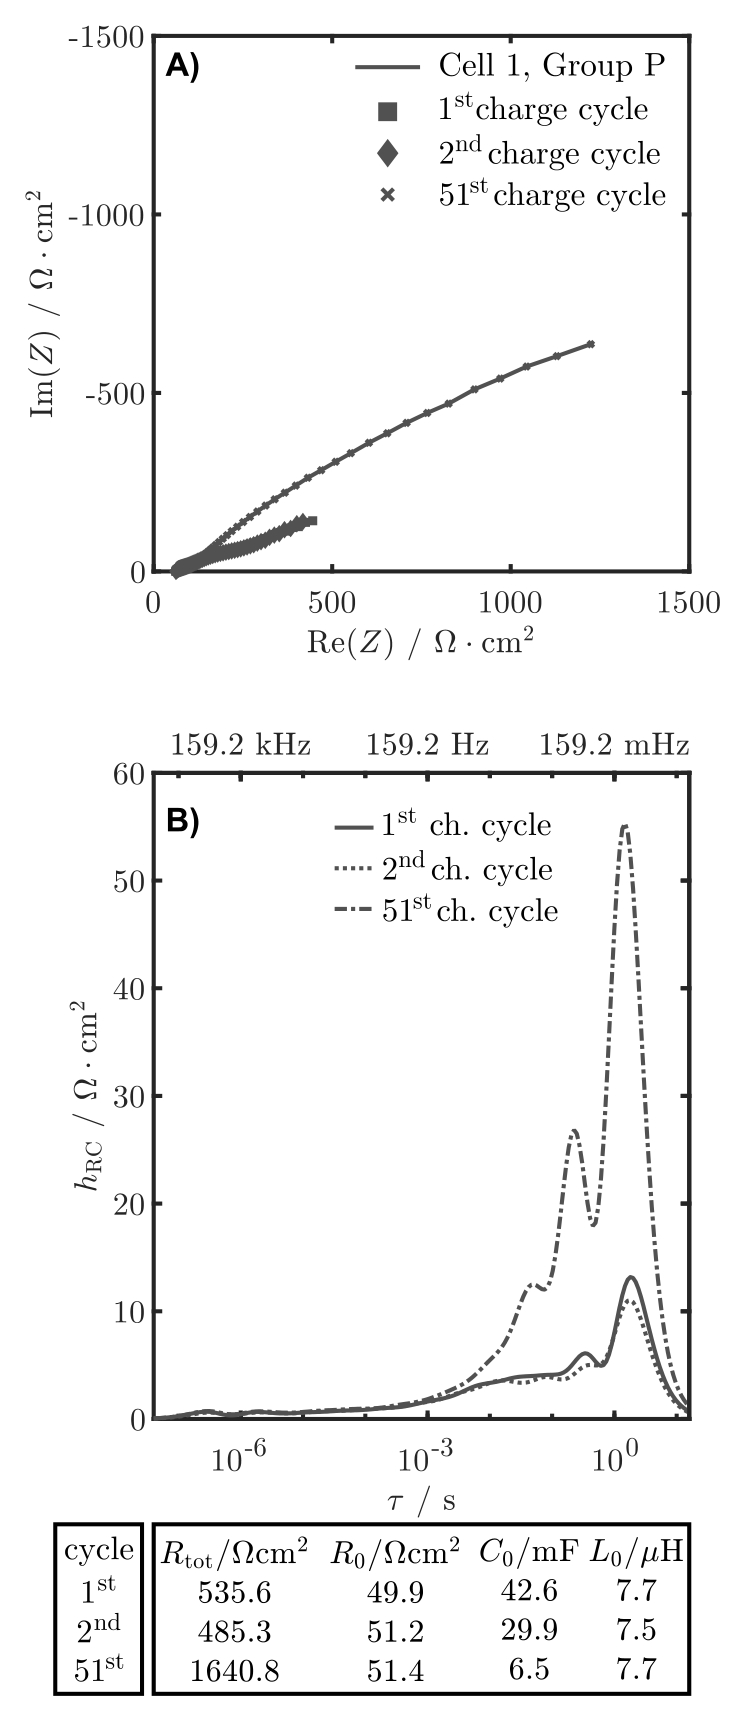 -1500
A)
Cell 1, Group P
1st charge cycle
2nd charge cycle
51st charge cycle
-1000
-500
0
Im(Z) / Ω · cm2
0 500 1000 1500
Re(Z) / Ω · cm2
159.2 kHz 159.2 Hz 159.2 mHz
60
B)
1st ch. cycle
2nd ch. cycle
51st ch. cycle
50
40
30
20
10
0
hRC / Ω · cm2
10-6 10-3 100
τ / s
cycle Rtot/Ωcm2 R0/Ωcm2 C0/mF L0/μH
1st 535.6 49.9 42.6 7.7
2nd 485.3 51.2 29.9 7.5
51st 1640.8 51.4 6.5 7.7